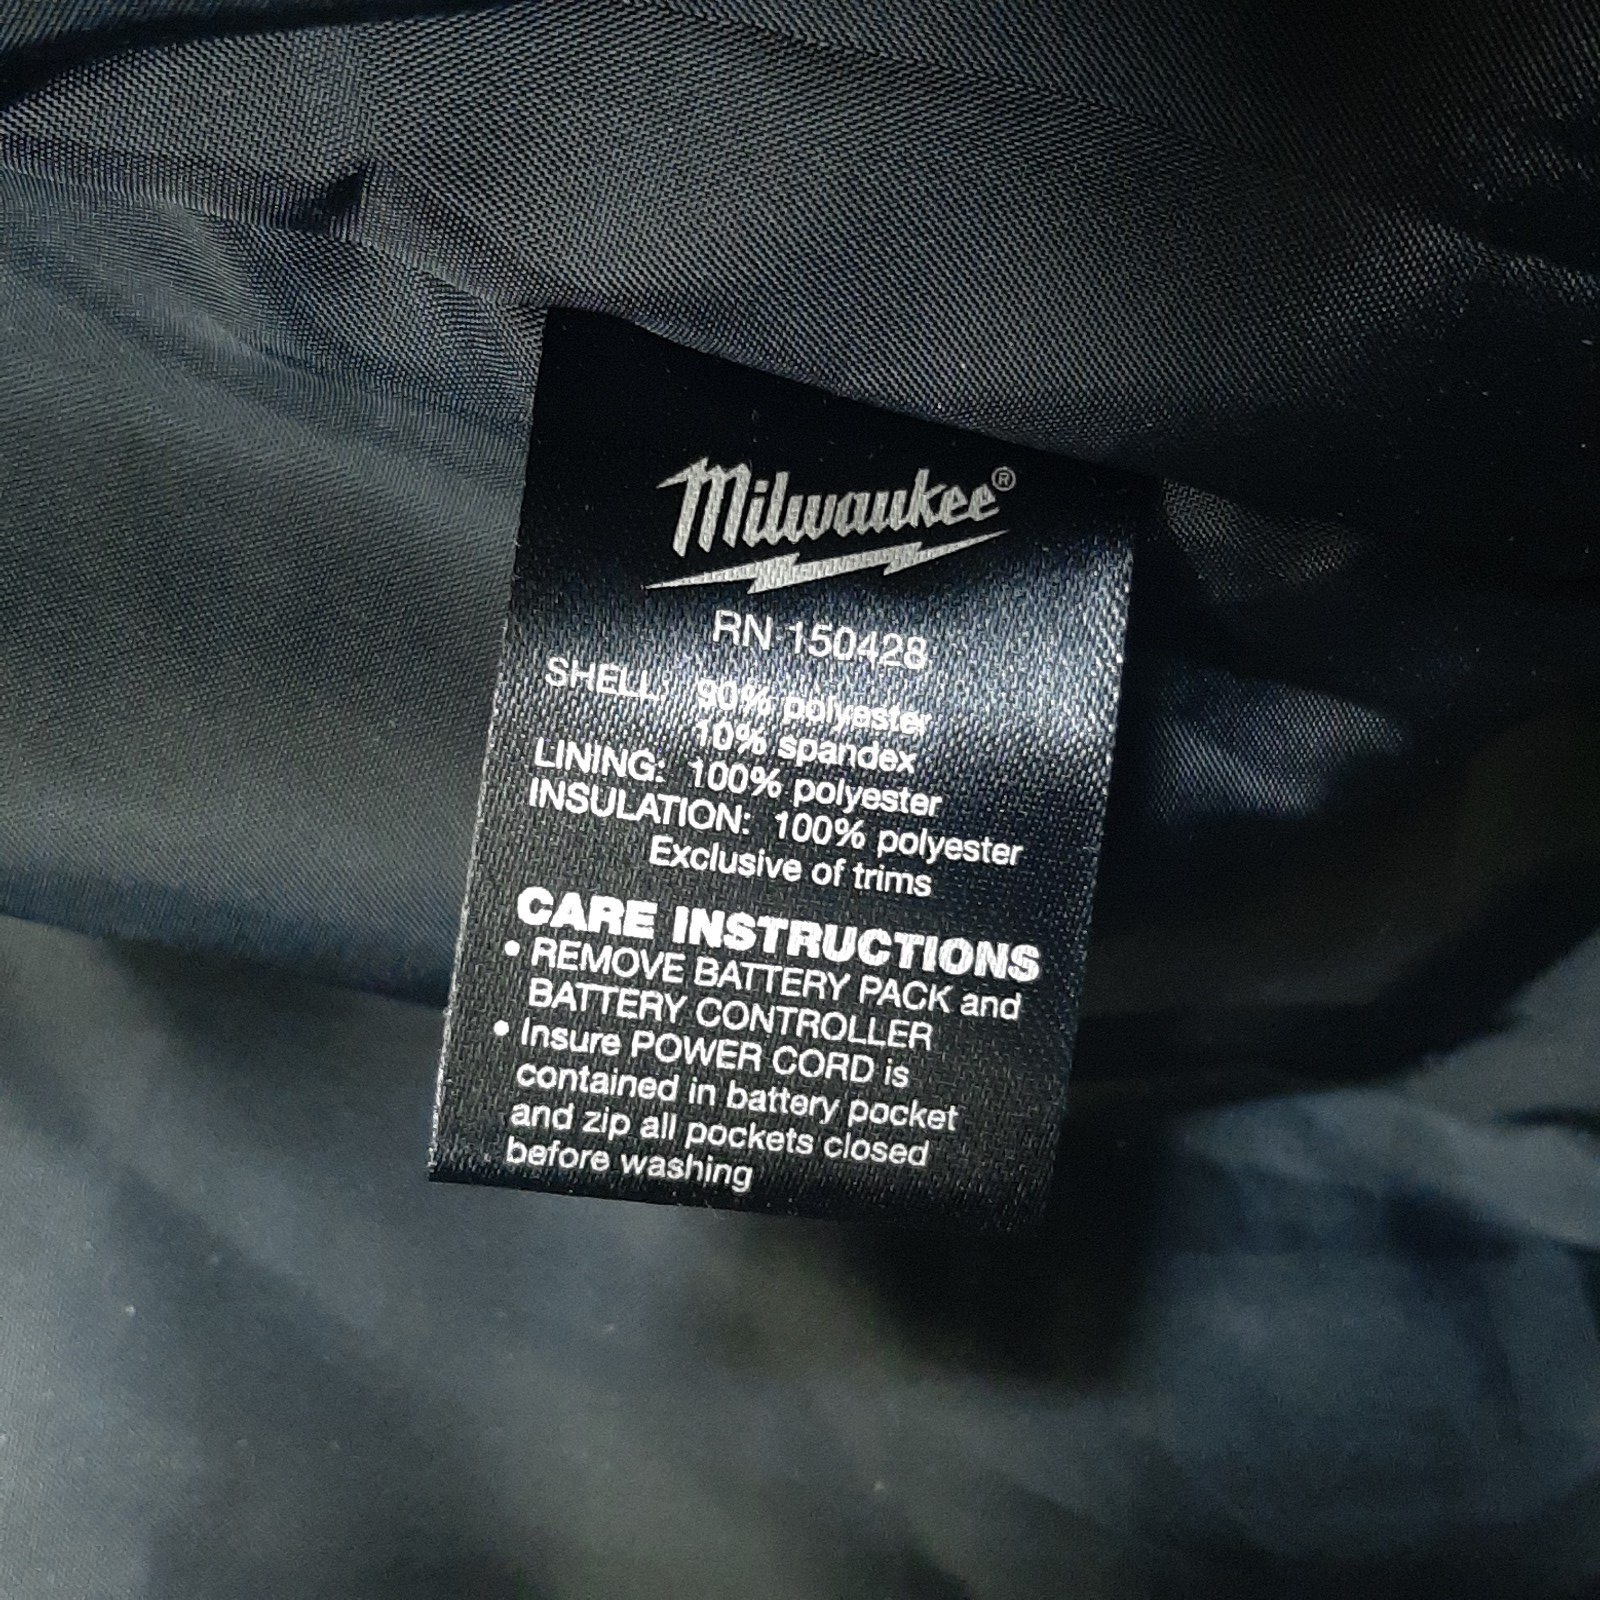 Milwaukee®
RN 150428
SHELL: 90% polyester
10% spandex
LINING: 100% polyester
INSULATION: 100% polyester
Exclusive of trims
CARE INSTRUCTIONS
• REMOVE BATTERY PACK and
BATTERY CONTROLLER
• Insure POWER CORD is
contained in battery pocket
and zip all pockets closed
before washing